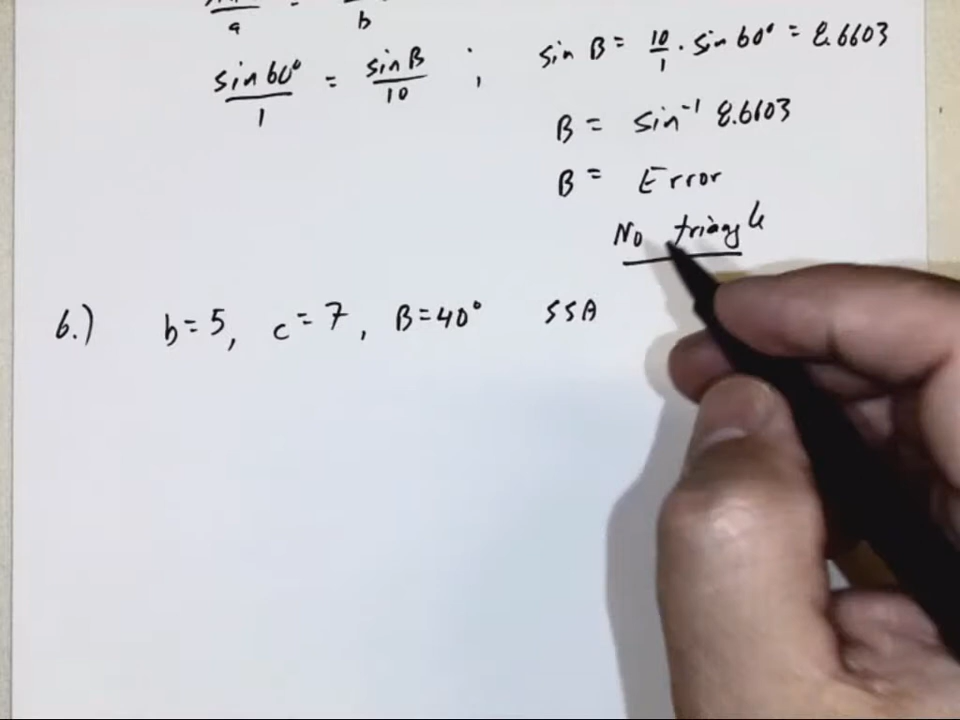 a b
sin 60° / 1 = sin B / 10 ; sin B = 10/1 · sin 60° = 8.6603
B = sin⁻¹ 8.6603
B = Error
No triangle
6.) b = 5, c = 7, B = 40° SSA